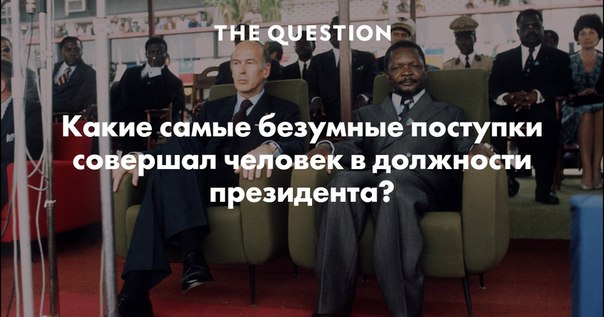 THE QUESTION
Какие самые безумные поступки
совершал человек в должности
президента?